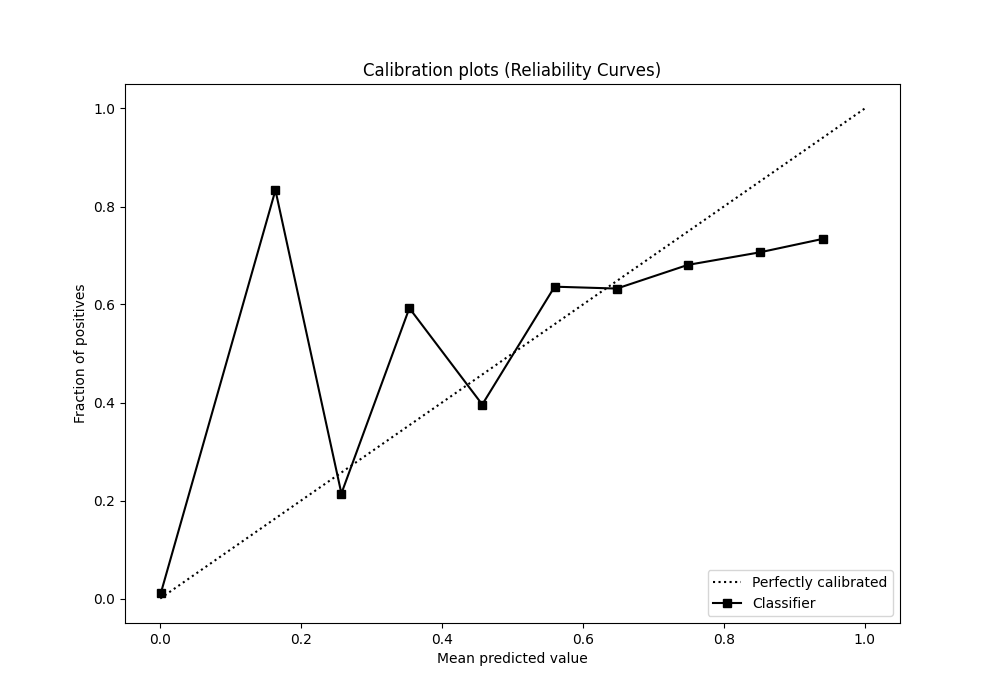 Calibration plots (Reliability Curves)
Fraction of positives
1.0
0.8
0.6
0.4
0.2
0.0
0.0 0.2 0.4 0.6 0.8 1.0
Mean predicted value
Perfectly calibrated
Classifier